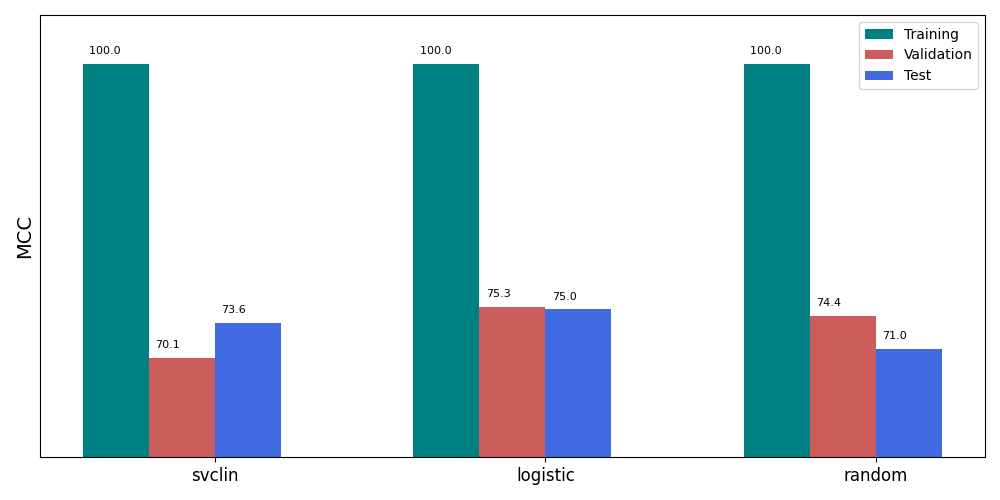 100.0
100.0
100.0
Training
Validation
Test
75.3
75.0
74.4
73.6
71.0
70.1
MCC
svclin
logistic
random